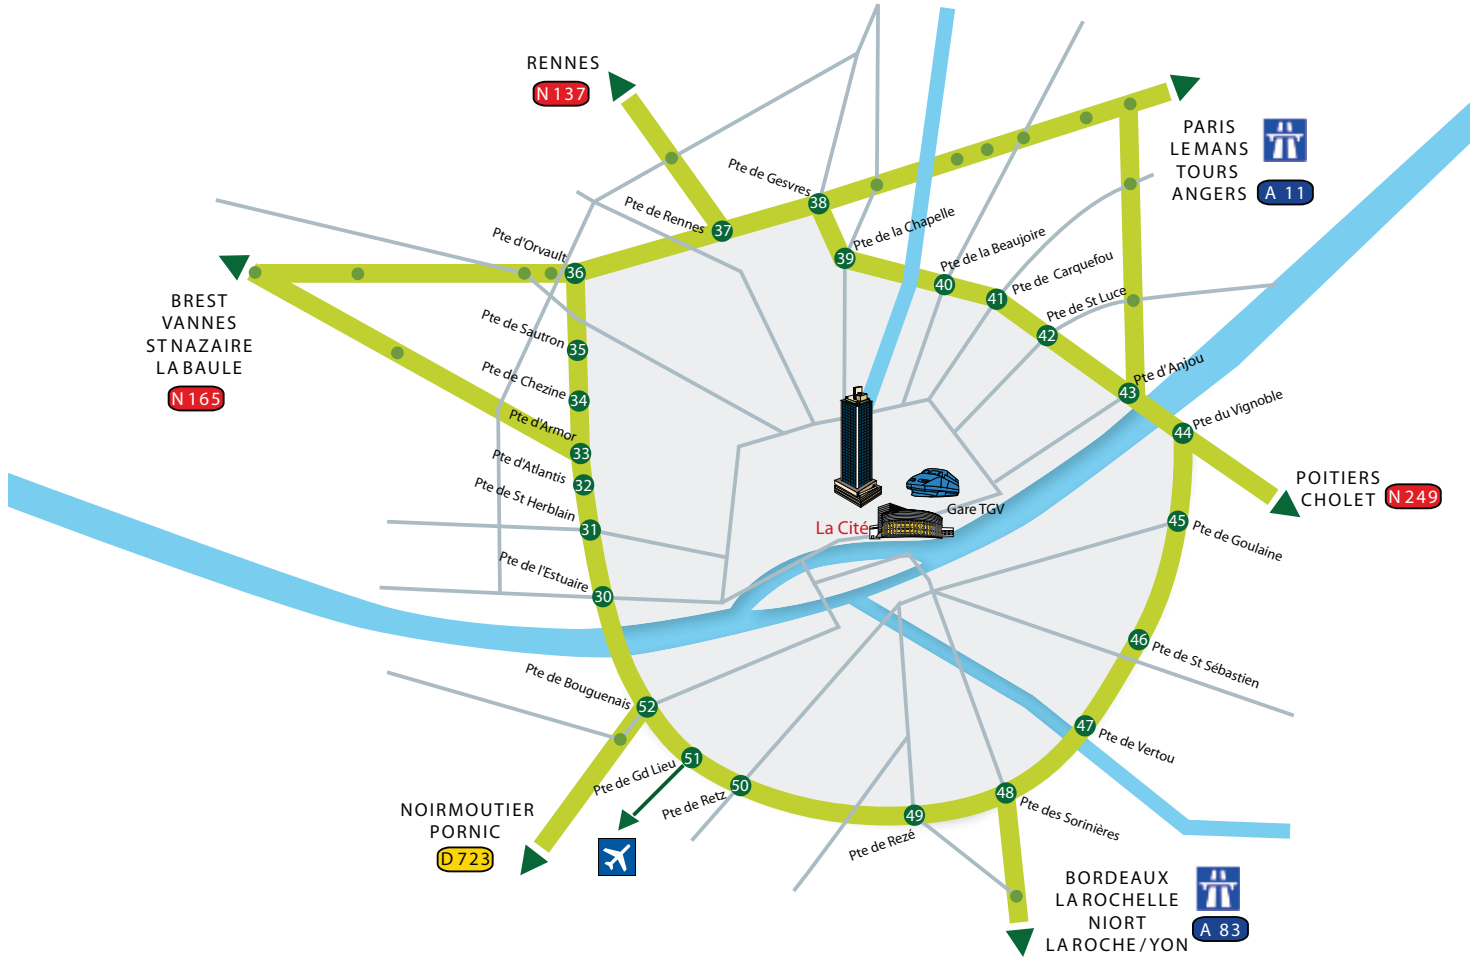 RENNES
N 137
PARIS
LEMANS
TOURS
ANGERS
A 11
Pte de Gesvres
38
Pte de Rennes
37
Pte de la Chapelle
39
Pte d'Orvault
36
Pte de la Beaujoire
40
Pte de Carquefou
41
Pte de St Luce
42
BREST
VANNES
ST NAZAIRE
LA BAULE
N 165
Pte de Sautron
35
Pte de Chezine
34
Pte d'Anjou
43
Pte d'Armor
33
Pte du Vignoble
44
Pte d'Atlantis
32
POITIERS
CHOLET
N 249
Pte de St Herblain
31
La Cité
Gare TGV
45
Pte de Goulaine
Pte de l'Estuaire
30
46
Pte de St Sébastien
Pte de Bouguenais
52
47
Pte de Vertou
51
Pte de Gd Lieu
50
Pte de Retz
48
Pte des Sorinières
49
Pte de Rezé
NOIRMOUTIER
PORNIC
D 723
BORDEAUX
LA ROCHELLE
NIORT
LA ROCHE / YON
A 83